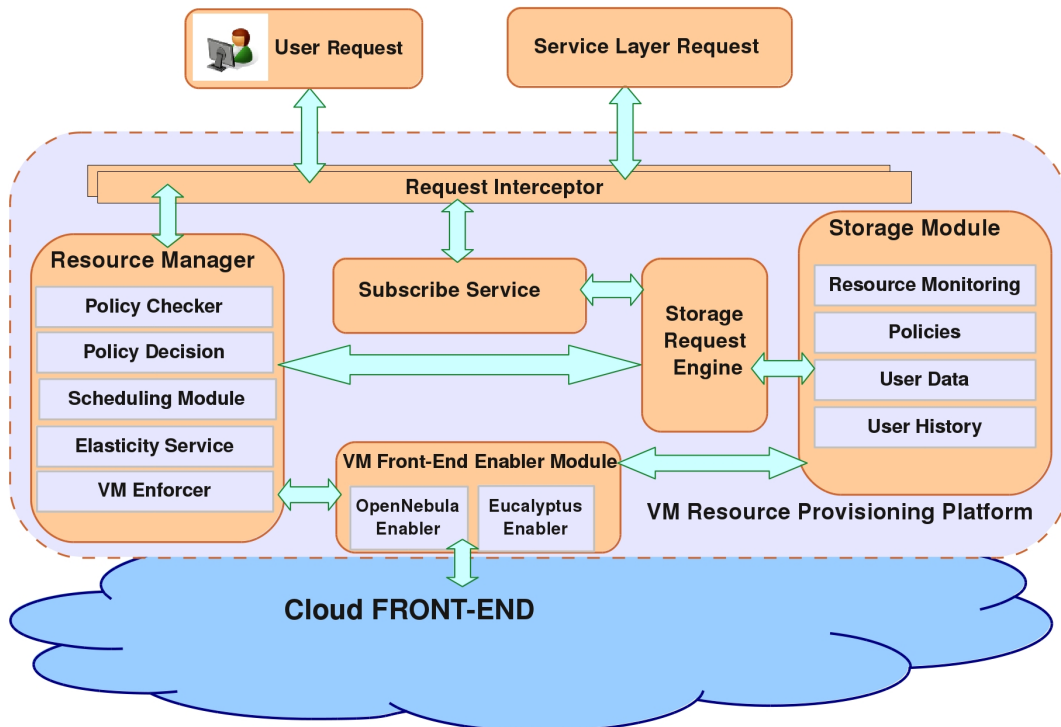 User Request
Service Layer Request
Request Interceptor
Resource Manager
Policy Checker
Policy Decision
Scheduling Module
Elasticity Service
VM Enforcer
Subscribe Service
Storage
Request
Engine
Storage Module
Resource Monitoring
Policies
User Data
User History
VM Front-End Enabler Module
OpenNebula
Enabler
Eucalyptus
Enabler
VM Resource Provisioning Platform
Cloud FRONT-END